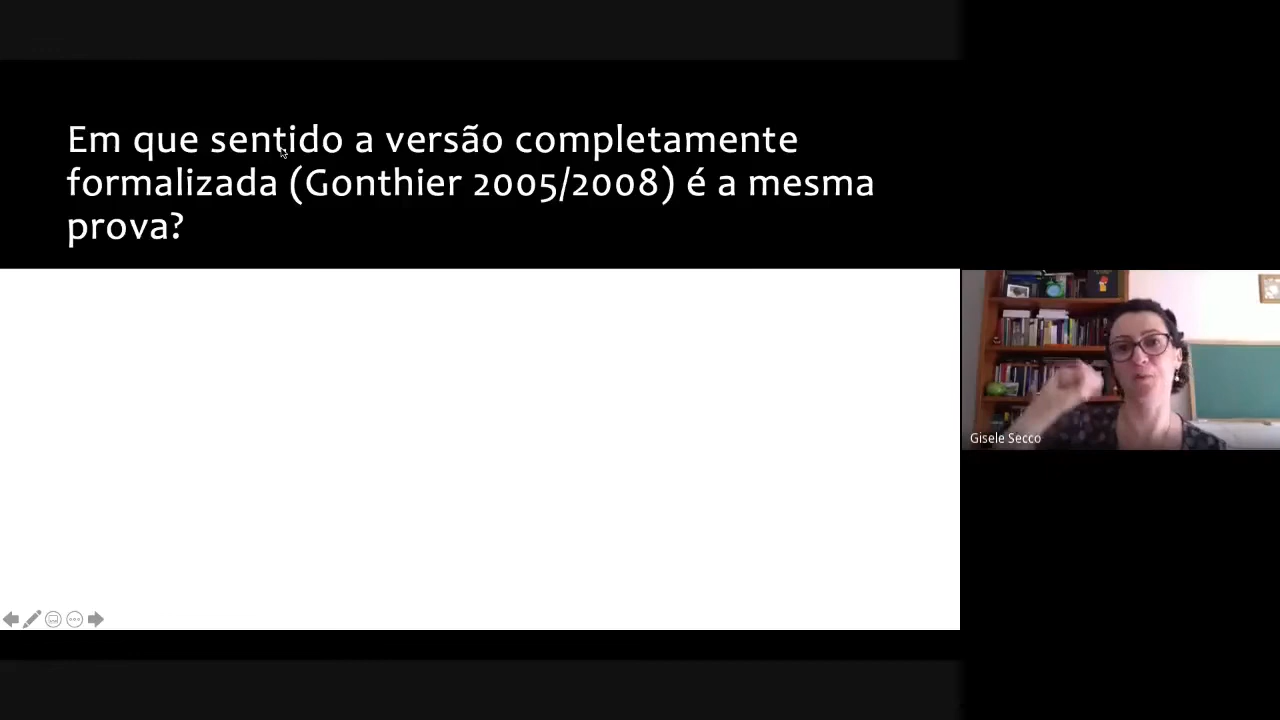 Em que sentido a versão completamente
formalizada (Gonthier 2005/2008) é a mesma
prova?
Gisele Secco